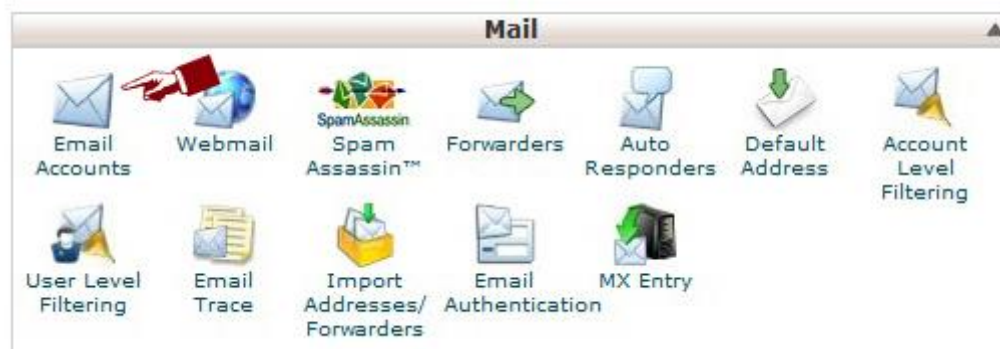 Mail
Email
Accounts
Webmail
SpamAssassin
Spam
Assassin™
Forwarders
Auto
Responders
Default
Address
Account
Level
Filtering
User Level
Filtering
Email
Trace
Import
Addresses/
Forwarders
Email
Authentication
MX Entry